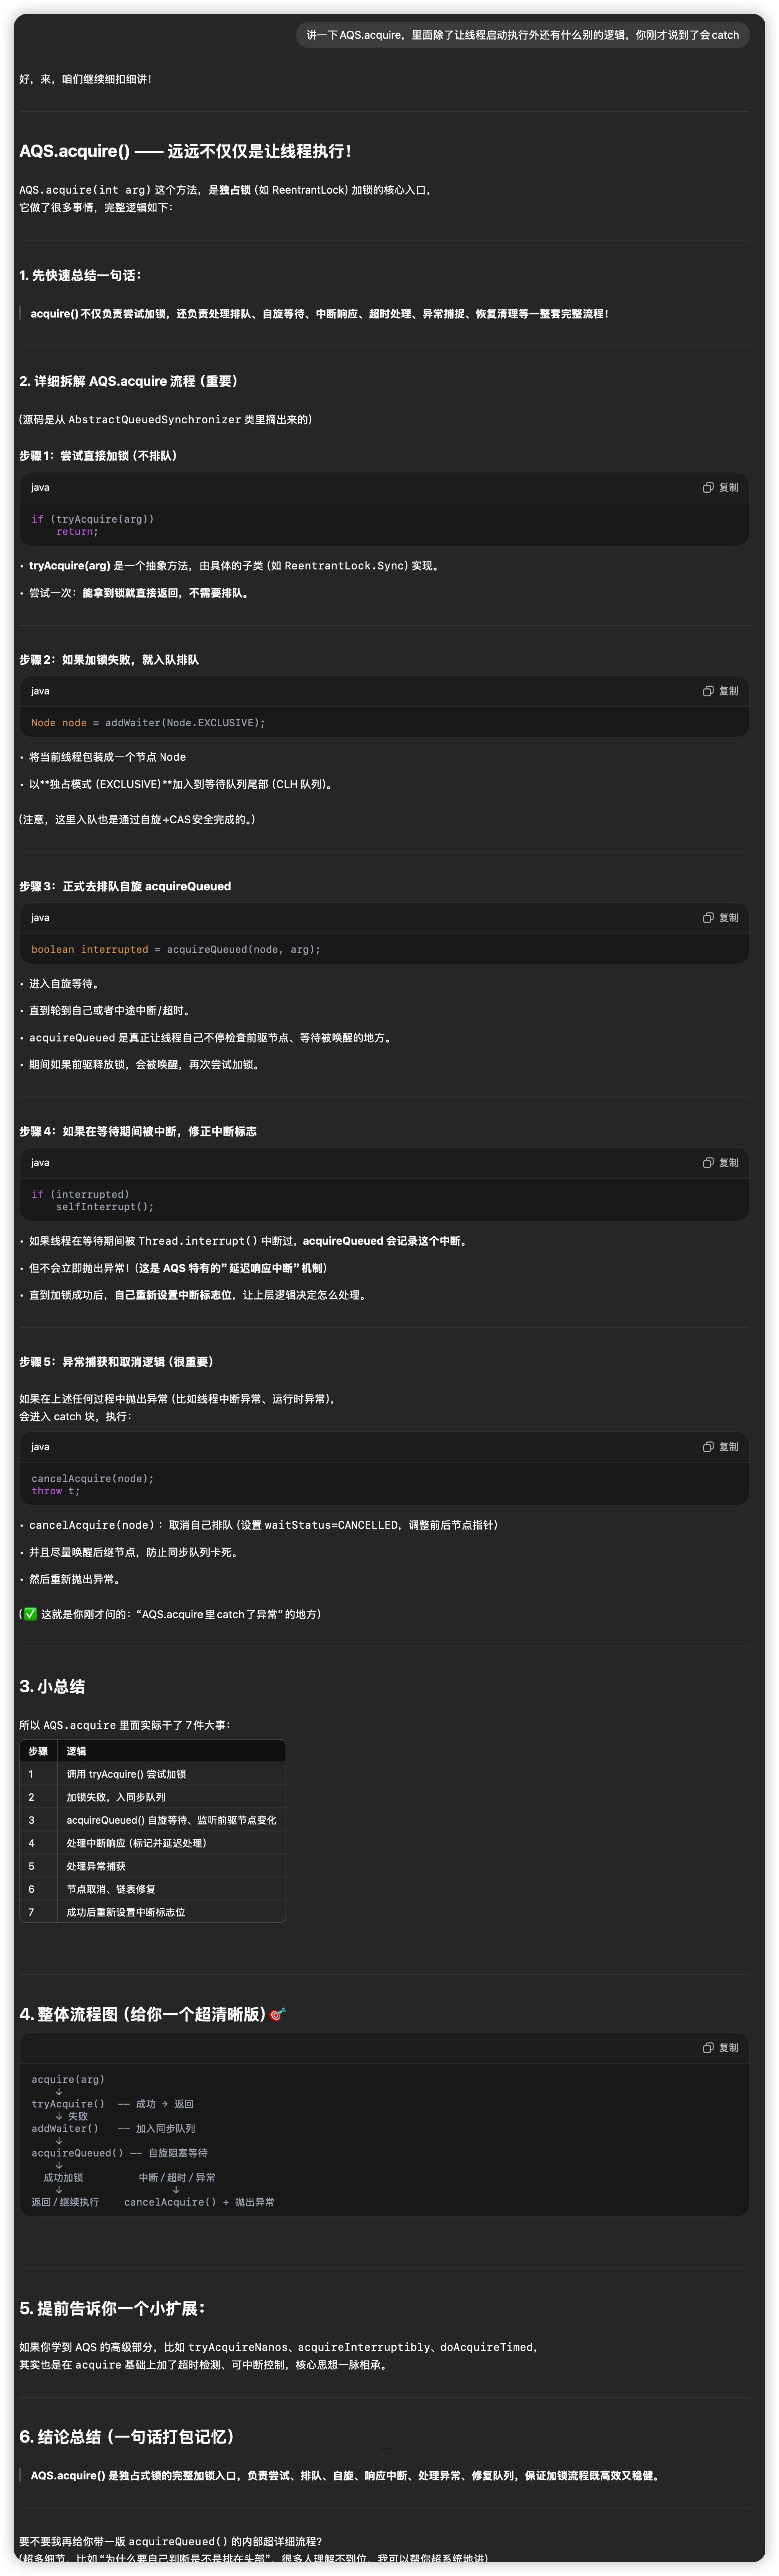 讲一下AQS.acquire，里面除了让线程启动执行外还有什么别的逻辑，你刚才说到了会catch
好，来，咱们继续细扣细讲！
AQS.acquire() —— 远远不仅仅是让线程执行！
AQS.acquire(int arg) 这个方法，是独占锁 (如 ReentrantLock) 加锁的核心入口，
它做了很多事情，完整逻辑如下：
1. 先快速总结一句话：
acquire()不仅负责尝试加锁，还负责处理排队、自旋等待、中断响应、超时处理、异常捕捉、恢复清理等一整套完整流程！
2. 详细拆解 AQS.acquire 流程（重要）
(源码是从 AbstractQueuedSynchronizer 类里摘出来的)
步骤1：尝试直接加锁（不排队）
java
复制
if (tryAcquire(arg))
return;
• tryAcquire(arg) 是一个抽象方法，由具体的子类 (如 ReentrantLock.Sync) 实现。
• 尝试一次：能拿到锁就直接返回，不需要排队。
步骤2：如果加锁失败，就入队排队
java
复制
Node node = addWaiter(Node.EXCLUSIVE);
• 将当前线程包装成一个节点 Node
• 以**独占模式 (EXCLUSIVE) **加入到等待队列尾部 (CLH 队列)。
(注意，这里入队也是通过自旋+CAS安全完成的。)
步骤3：正式去排队自旋 acquireQueued
java
复制
boolean interrupted = acquireQueued(node, arg);
• 进入自旋等待。
• 直到轮到自己或者中途中断/超时。
• acquireQueued 是真正让线程自己不停检查前驱节点、等待被唤醒的地方。
• 期间如果前驱释放锁，会被唤醒，再次尝试加锁。
步骤4：如果在等待期间被中断，修正中断标志
java
复制
if (interrupted)
selfInterrupt();
• 如果线程在等待期间被 Thread.interrupt() 中断过，acquireQueued 会记录这个中断。
• 但不会立即抛出异常！(这是 AQS 特有的”延迟响应中断”机制)
• 直到加锁成功后，自己重新设置中断标志位，让上层逻辑决定怎么处理。
步骤5：异常捕获和取消逻辑（很重要）
如果在上述任何过程中抛出异常 (比如线程中断异常、运行时异常)，
会进入 catch 块，执行：
java
复制
cancelAcquire(node);
throw t;
• cancelAcquire(node)：取消自己排队 (设置 waitStatus=CANCELLED，调整前后节点指针)
• 并且尽量唤醒后继节点，防止同步队列卡死。
• 然后重新抛出异常。
(✅ 这就是你刚才问的：“AQS.acquire里catch了异常”的地方)
3. 小总结
所以 AQS.acquire 里面实际干了 7件大事：
步骤 逻辑
1 调用 tryAcquire() 尝试加锁
2 加锁失败，入同步队列
3 acquireQueued() 自旋等待、监听前驱节点变化
4 处理中断响应（标记并延迟处理）
5 处理异常捕获
6 节点取消、链表修复
7 成功后重新设置中断标志位
4. 整体流程图（给你一个超清晰版）🎯
复制
acquire(arg)
↓
tryAcquire() -- 成功 → 返回
↓ 失败
addWaiter() -- 加入同步队列
↓
acquireQueued() -- 自旋阻塞等待
↓
成功加锁 中断/超时/异常
↓ ↓
返回/继续执行 cancelAcquire() + 抛出异常
5. 提前告诉你一个小扩展：
如果你学到 AQS 的高级部分，比如 tryAcquireNanos、acquireInterruptibly、doAcquireTimed，
其实也是在 acquire 基础上加了超时检测、可中断控制，核心思想一脉相承。
6. 结论总结（一句话打包记忆）
AQS.acquire() 是独占式锁的完整加锁入口，负责尝试、排队、自旋、响应中断、处理异常、修复队列，保证加锁流程既高效又稳健。
要不要我再给你带一版 acquireQueued() 的内部超详细流程？
(超多细节，比如“为什么要自己判断是不是排在头部”，很多人理解不到位，我可以帮你超系统地讲)